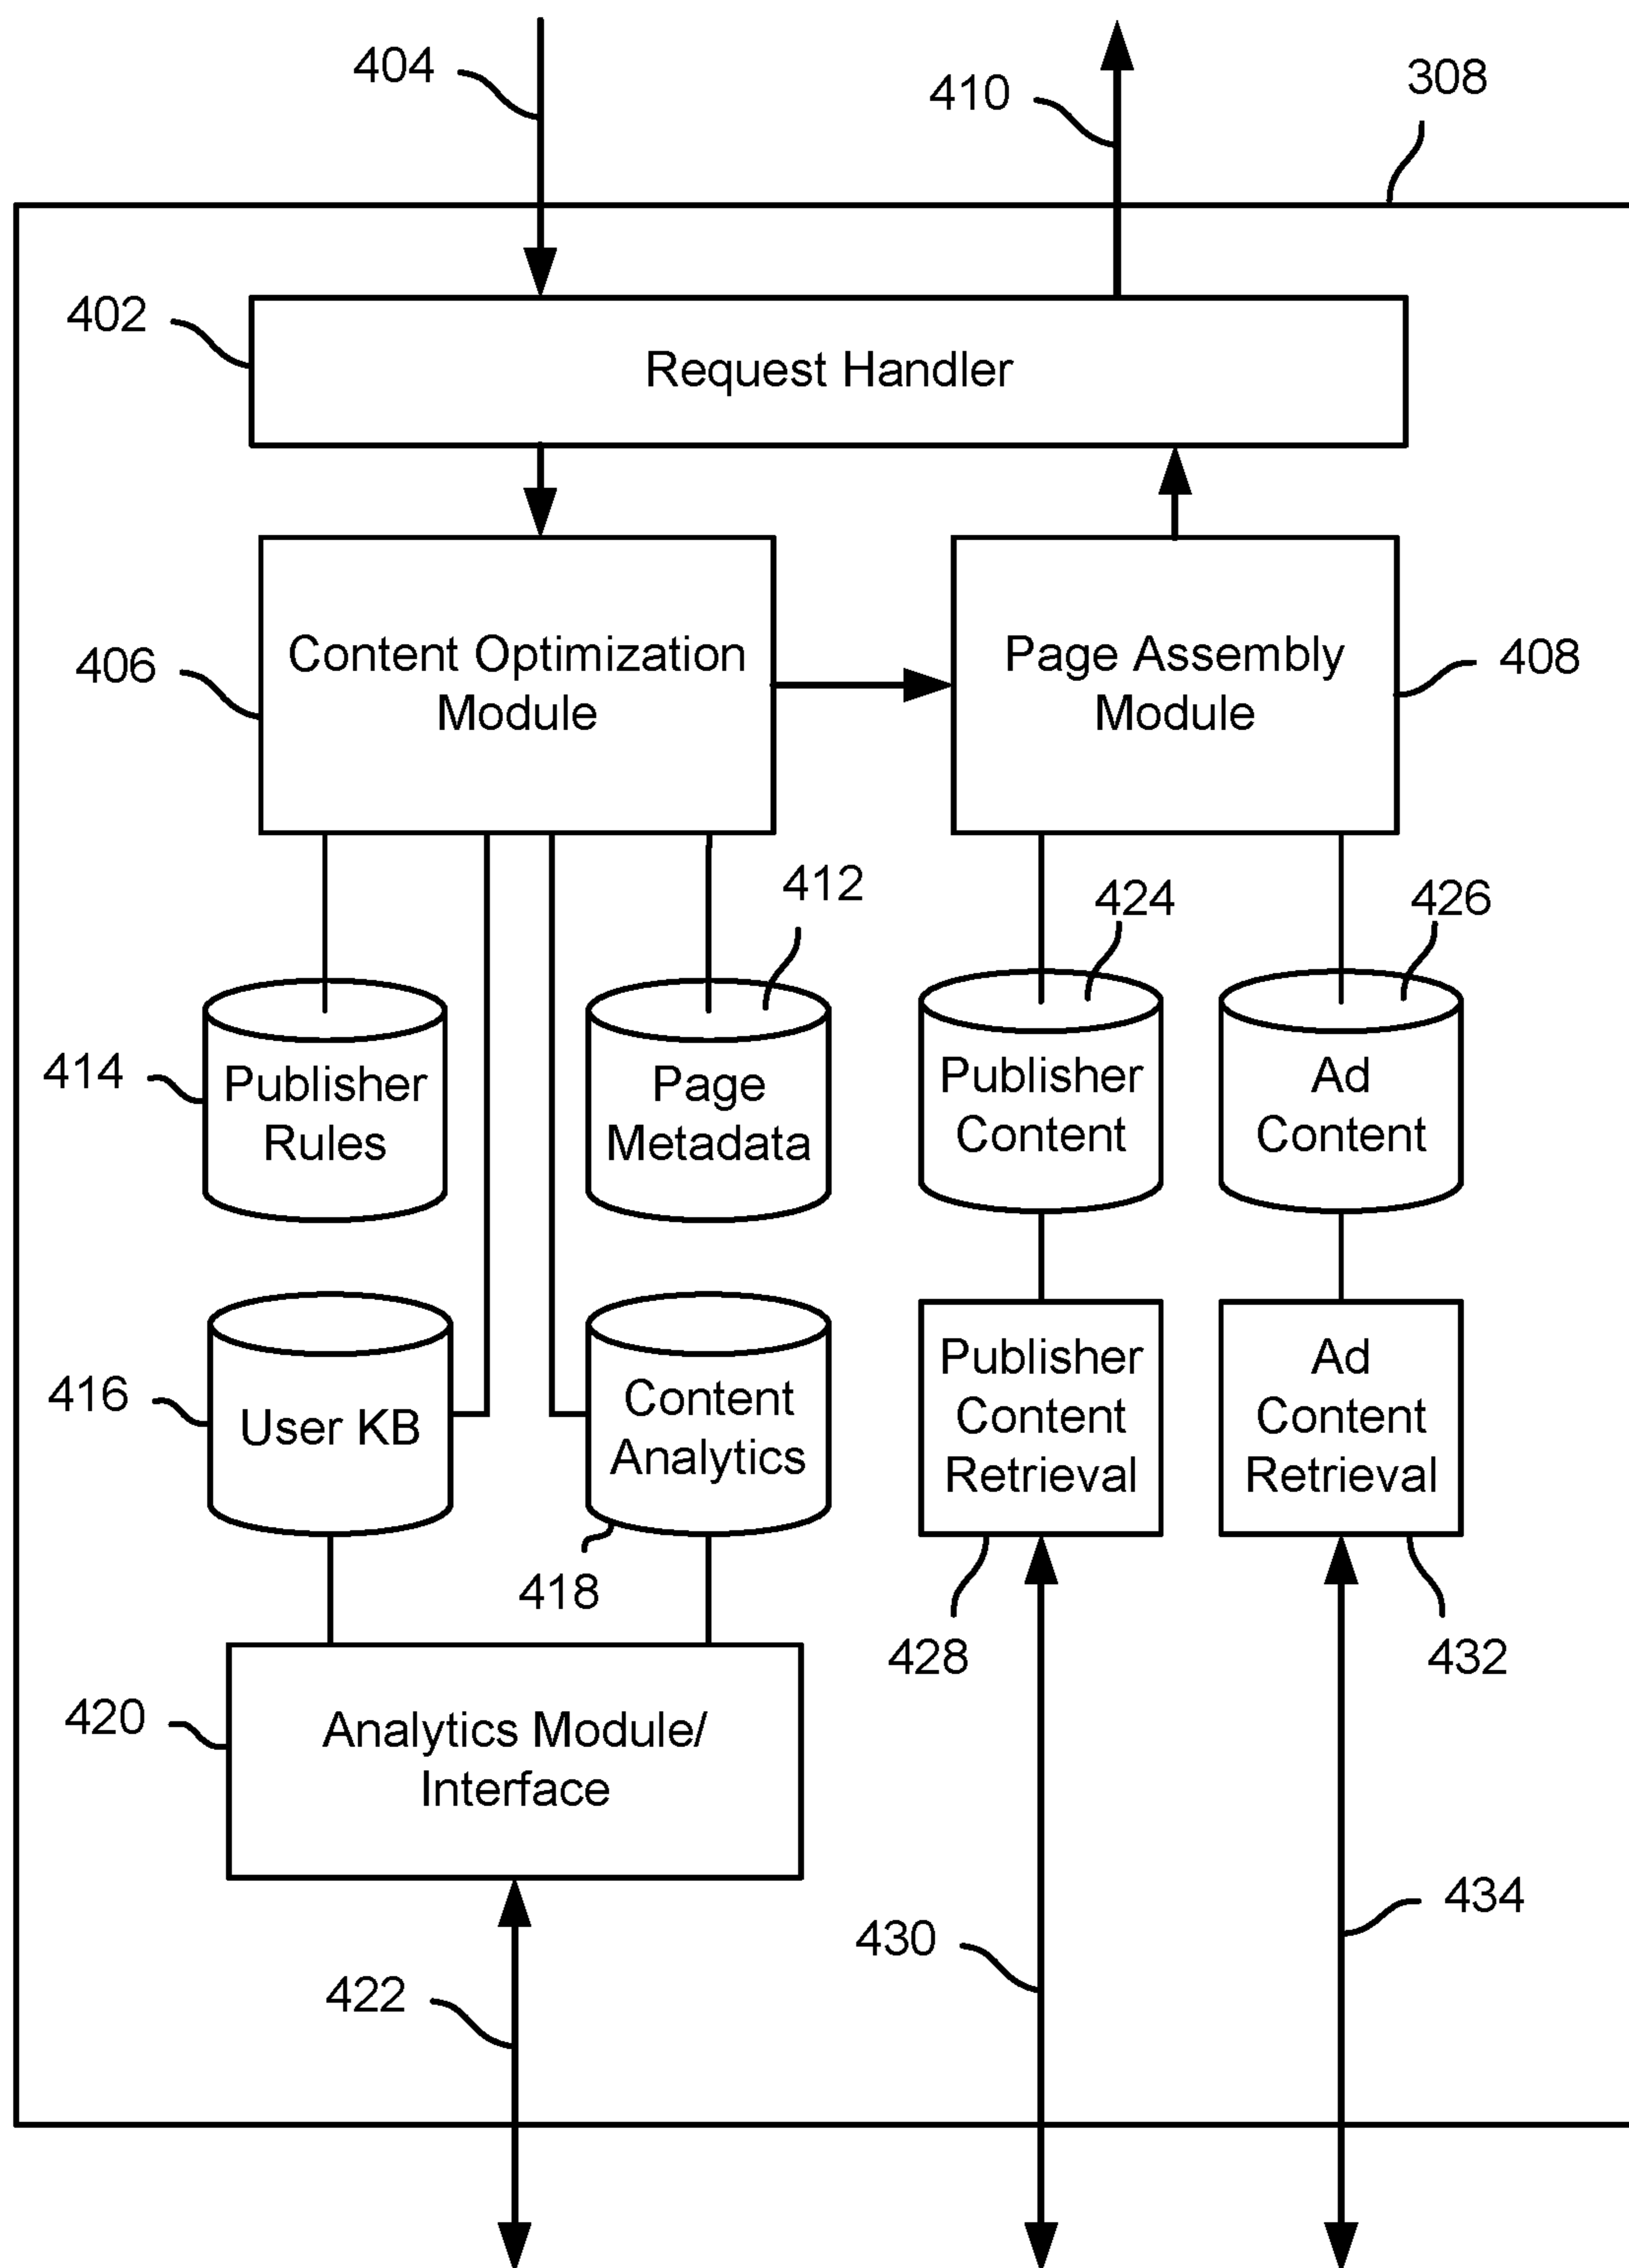 404
410
308
402
Request Handler
406
Content Optimization
Module
Page Assembly
Module
408
412
424
426
414
Publisher
Rules
Page
Metadata
Publisher
Content
Ad
Content
416
User KB
Content
Analytics
Publisher
Content
Retrieval
Ad
Content
Retrieval
418
428
432
420
Analytics Module/
Interface
422
430
434